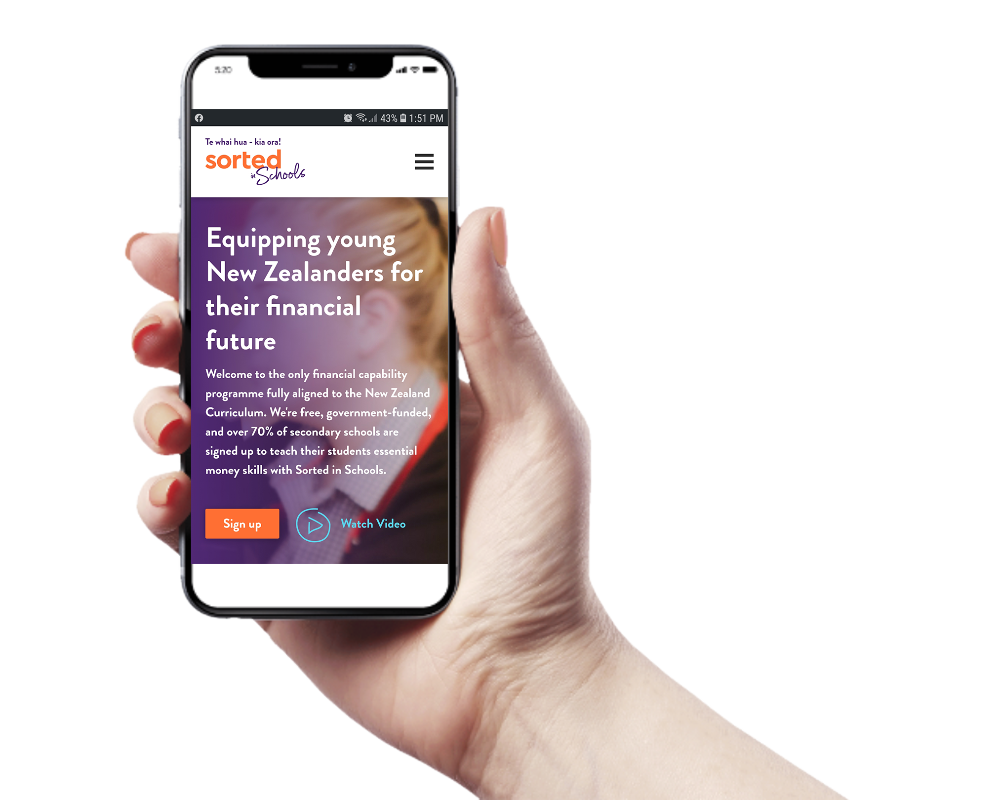 5:20
43% 1:51 PM
Te whai hua - kia ora!
sorted
in Schools
Equipping young
New Zealanders for
their financial
future
Welcome to the only financial capability
programme fully aligned to the New Zealand
Curriculum. We're free, government-funded,
and over 70% of secondary schools are
signed up to teach their students essential
money skills with Sorted in Schools.
Sign up
Watch Video